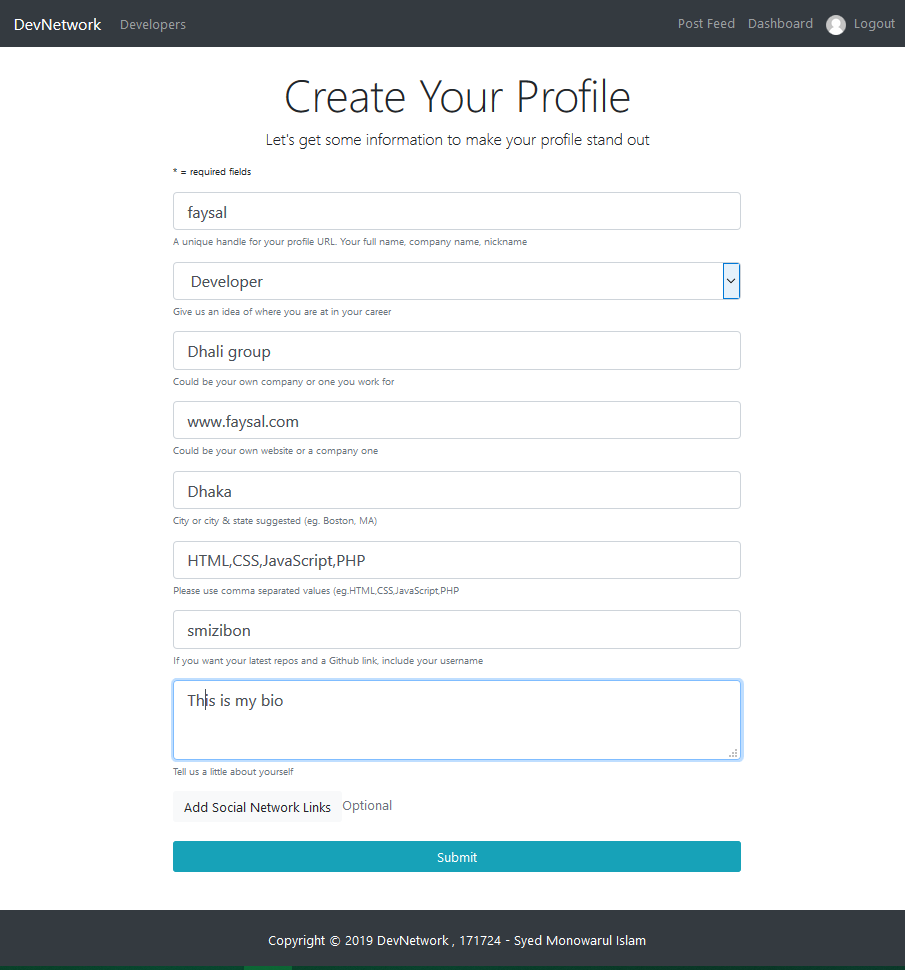 DevNetwork Developers Post Feed Dashboard Logout
Create Your Profile
Let's get some information to make your profile stand out
* = required fields
faysal
A unique handle for your profile URL. Your full name, company name, nickname
Developer
Give us an idea of where you are at in your career
Dhali group
Could be your own company or one you work for
www.faysal.com
Could be your own website or a company one
Dhaka
City or city & state suggested (eg. Boston, MA)
HTML,CSS,JavaScript,PHP
Please use comma separated values (eg.HTML,CSS,JavaScript,PHP
smizibon
If you want your latest repos and a Github link, include your username
This is my bio
Tell us a little about yourself
Add Social Network Links Optional
Submit
Copyright © 2019 DevNetwork , 171724 - Syed Monowarul Islam